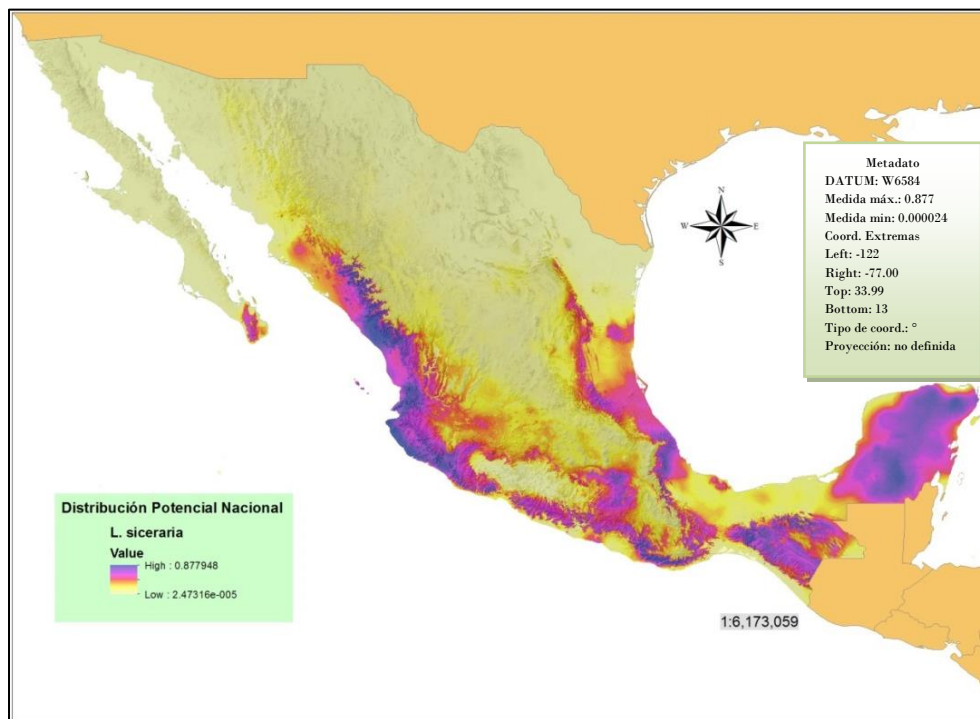 Metadato
DATUM: W6584
Medida máx.: 0.877
Medida min: 0.000024
Coord. Extremas
Left: -122
Right: -77.00
Top: 33.99
Bottom: 13
Tipo de coord.: °
Proyección: no definida
N
W E
S
Distribución Potencial Nacional
L. siceraria
Value
High : 0.877948
Low : 2.47316e-005
1:6,173,059